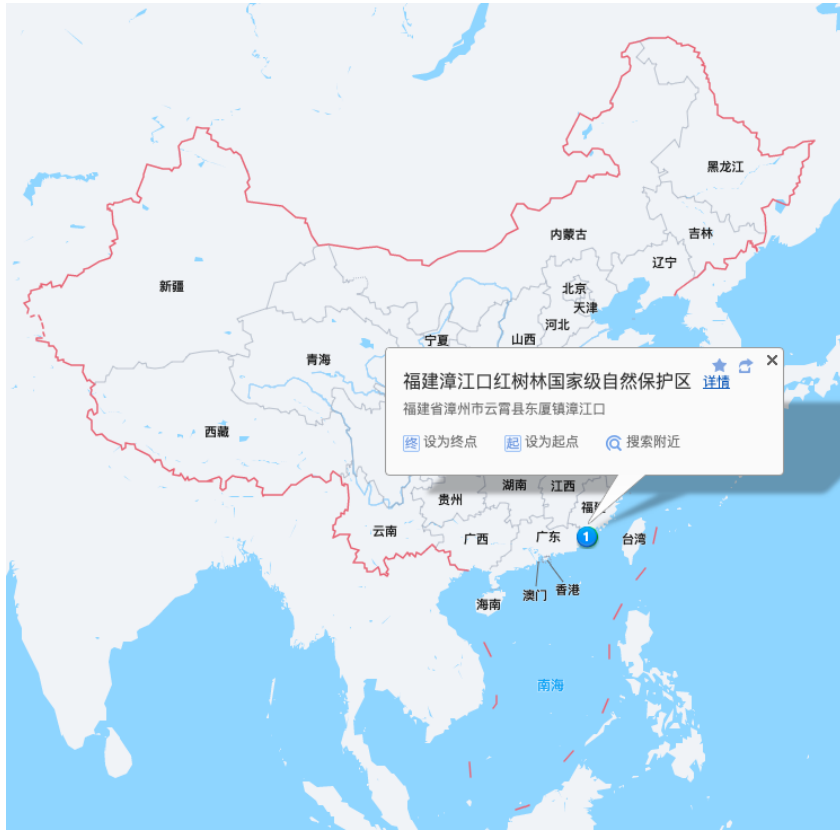 黑龙江
内蒙古
吉林
辽宁
新疆
北京
天津
河北
宁夏
山西
青海
福建漳江口红树林国家级自然保护区 详情
福建省漳州市云霄县东厦镇漳江口
终 设为终点 起 设为起点 搜索附近
西藏
湖南
江西
贵州
福建
云南
广西
广东
1
台湾
澳门
香港
海南
南海